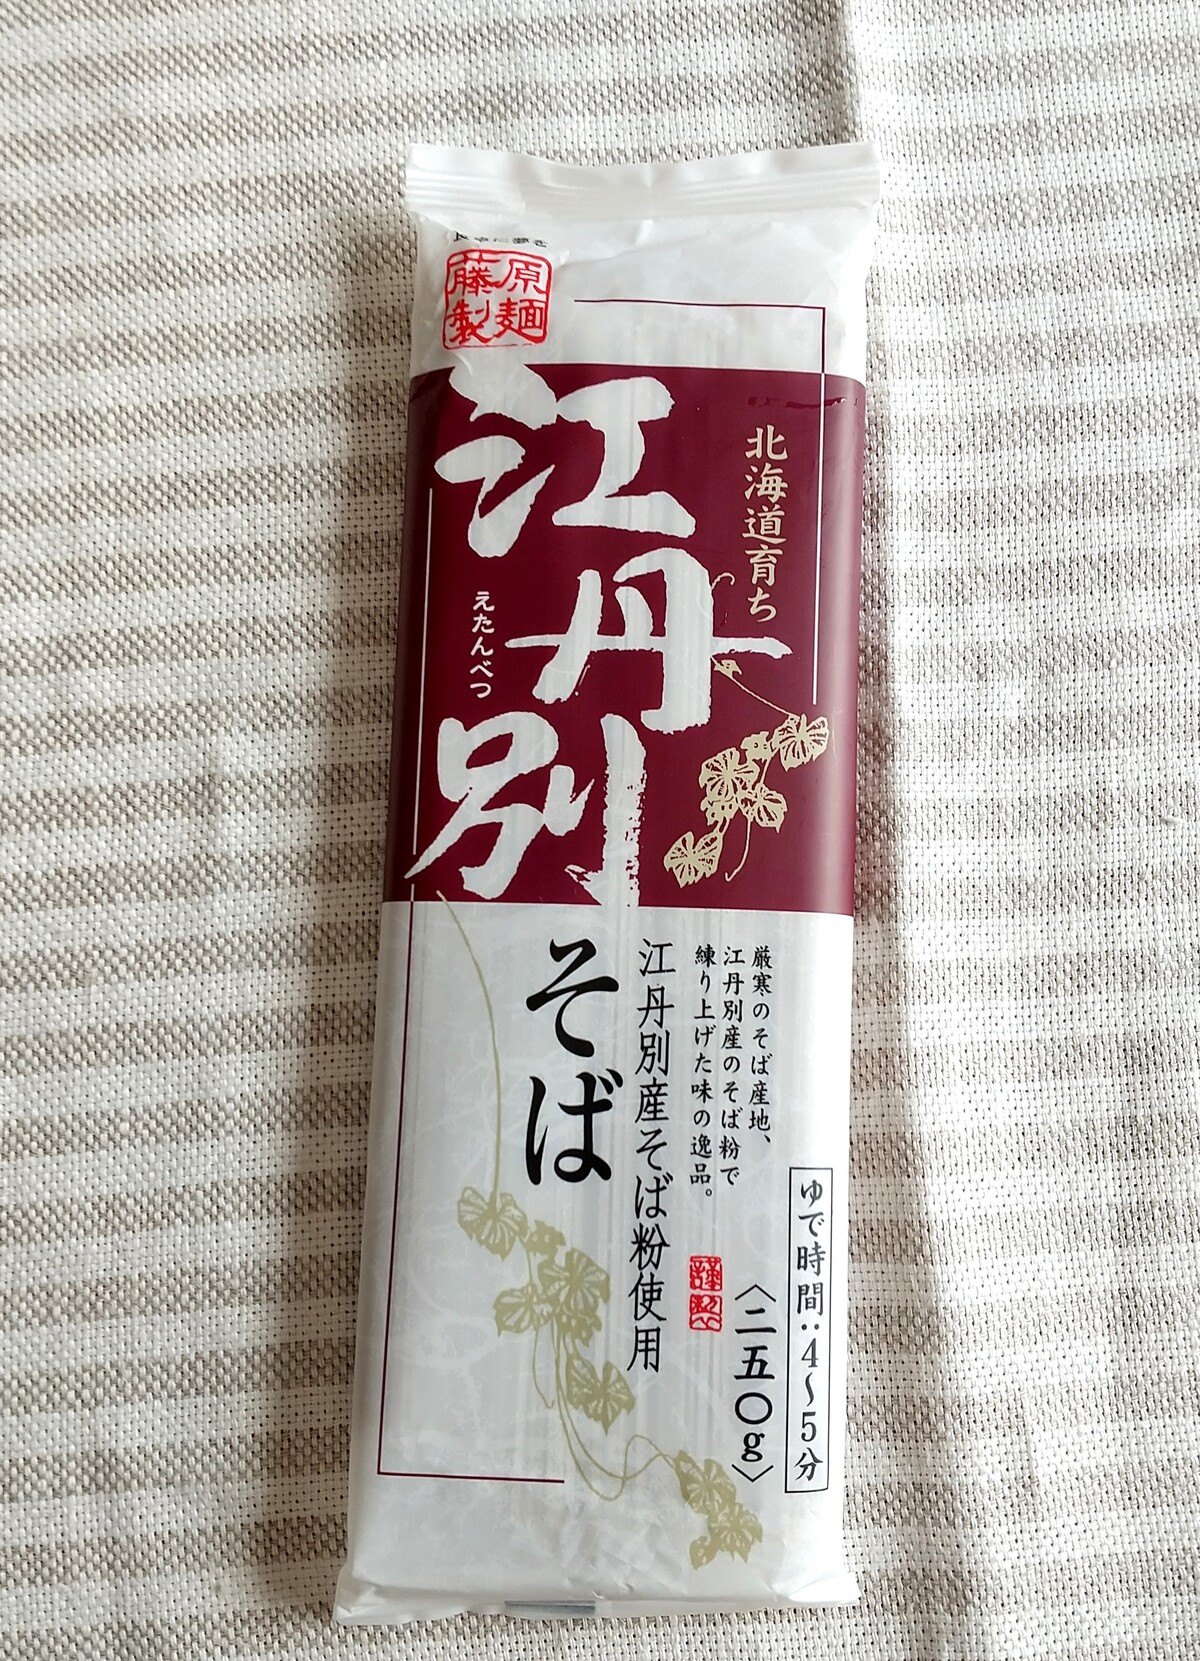 藤原製麺
北海道育ち
江丹別
えたんべつ
そば
江丹別産そば粉使用
厳寒のそば産地、
江丹別産のそば粉で
練り上げた味の逸品。
〈二五〇g〉
ゆで時間:4～5分